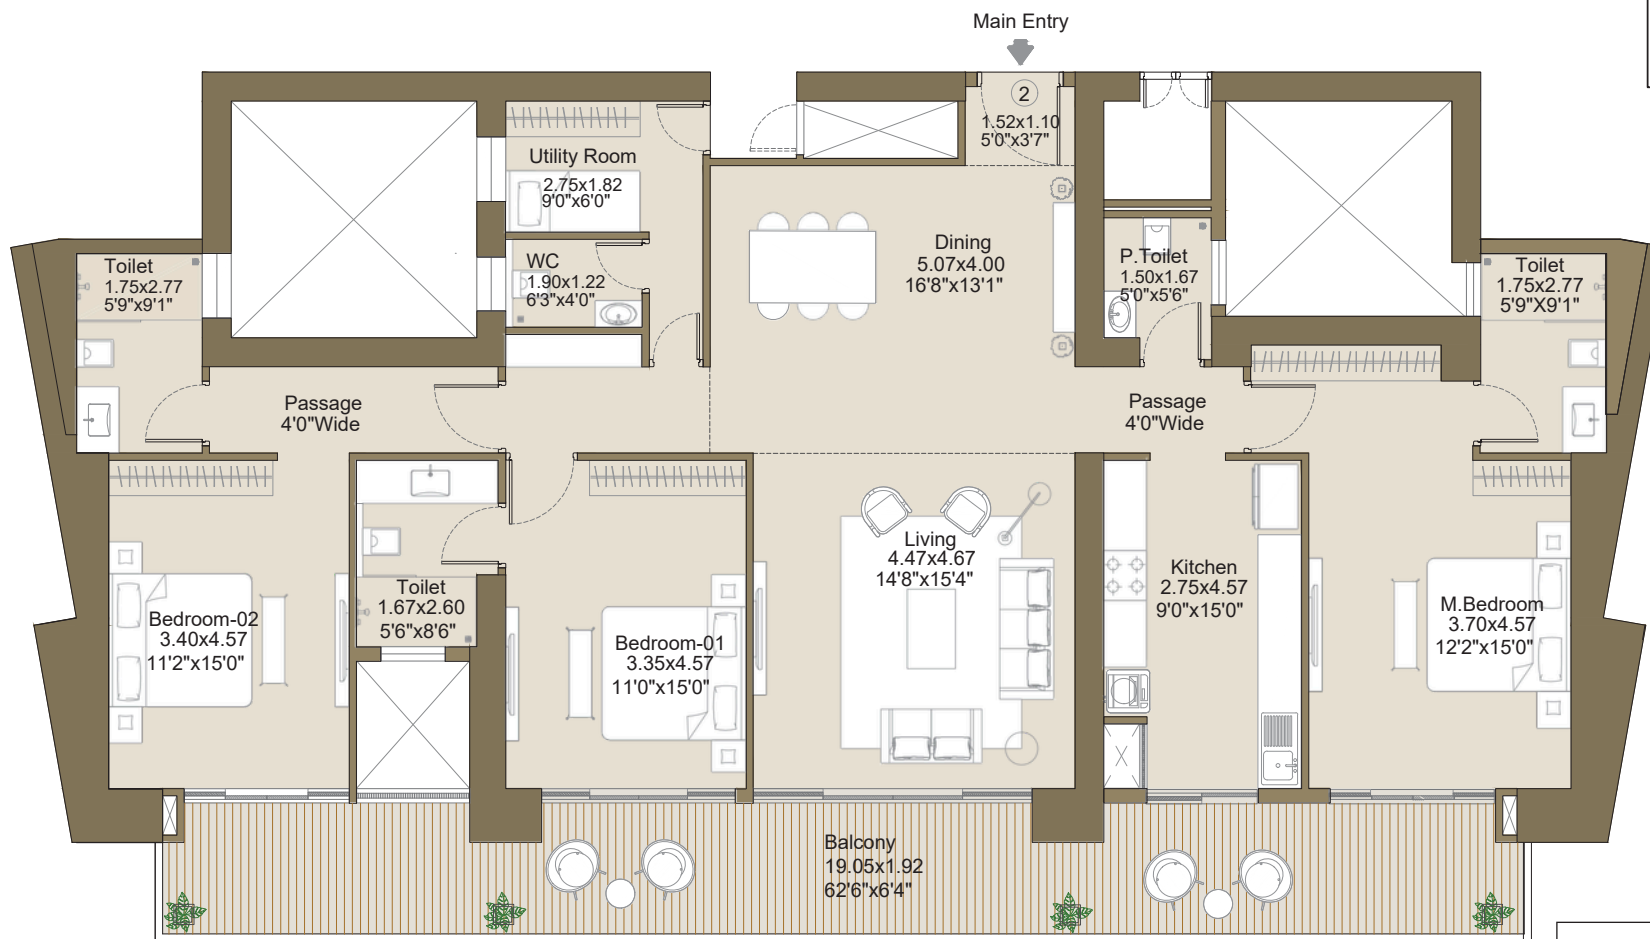 Main Entry
2
1.52x1.10
5'0"x3'7"
Utility Room
2.75x1.82
9'0"x6'0"
WC
1.90x1.22
6'3"x4'0"
Dining
5.07x4.00
16'8"x13'1"
P.Toilet
1.50x1.67
5'0"x5'6"
Toilet
1.75x2.77
5'9"x9'1"
Toilet
1.75x2.77
5'9"X9'1"
Passage
4'0"Wide
Passage
4'0"Wide
Living
4.47x4.67
14'8"x15'4"
Kitchen
2.75x4.57
9'0"x15'0"
Toilet
1.67x2.60
5'6"x8'6"
Bedroom-02
3.40x4.57
11'2"x15'0"
Bedroom-01
3.35x4.57
11'0"x15'0"
M.Bedroom
3.70x4.57
12'2"x15'0"
Balcony
19.05x1.92
62'6"x6'4"